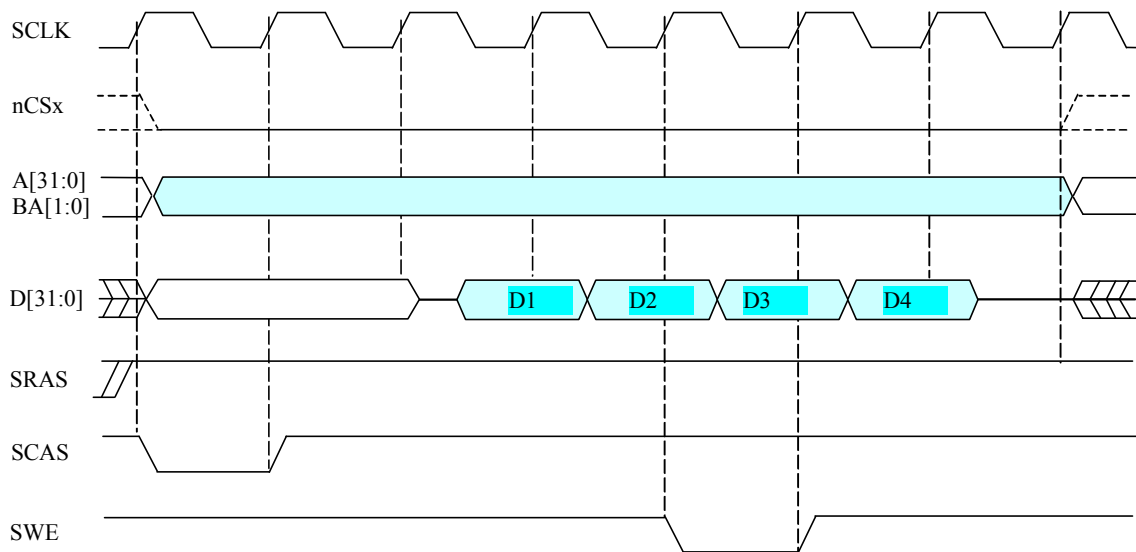 SCLK
nCSx
A[31:0]
BA[1:0]
D[31:0]
D1 D2 D3 D4
SRAS
SCAS
SWE